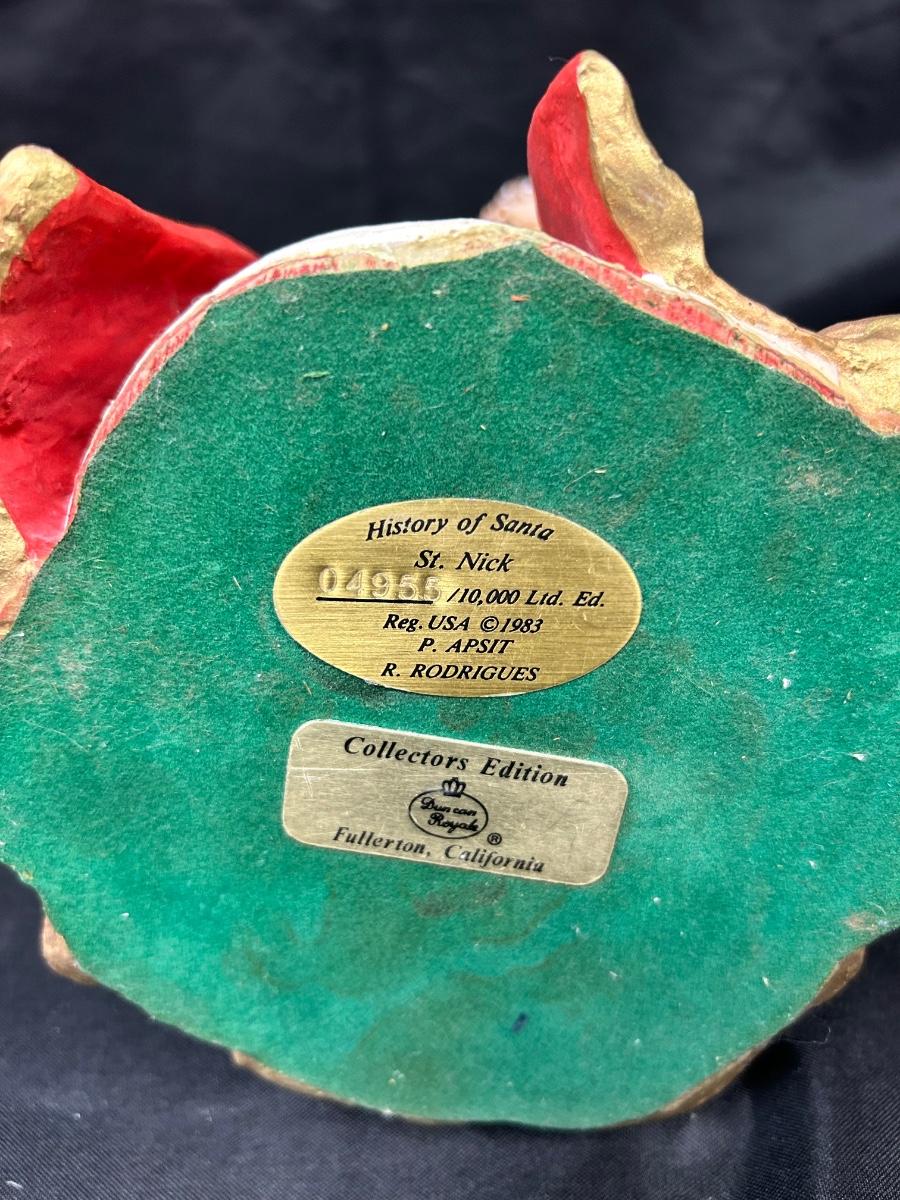 History of Santa
St. Nick
04955 /10,000 Ltd. Ed.
Reg. USA ©1983
P. APSIT
R. RODRIGUES
Collectors Edition
Duncan
Royale
®
Fullerton, California